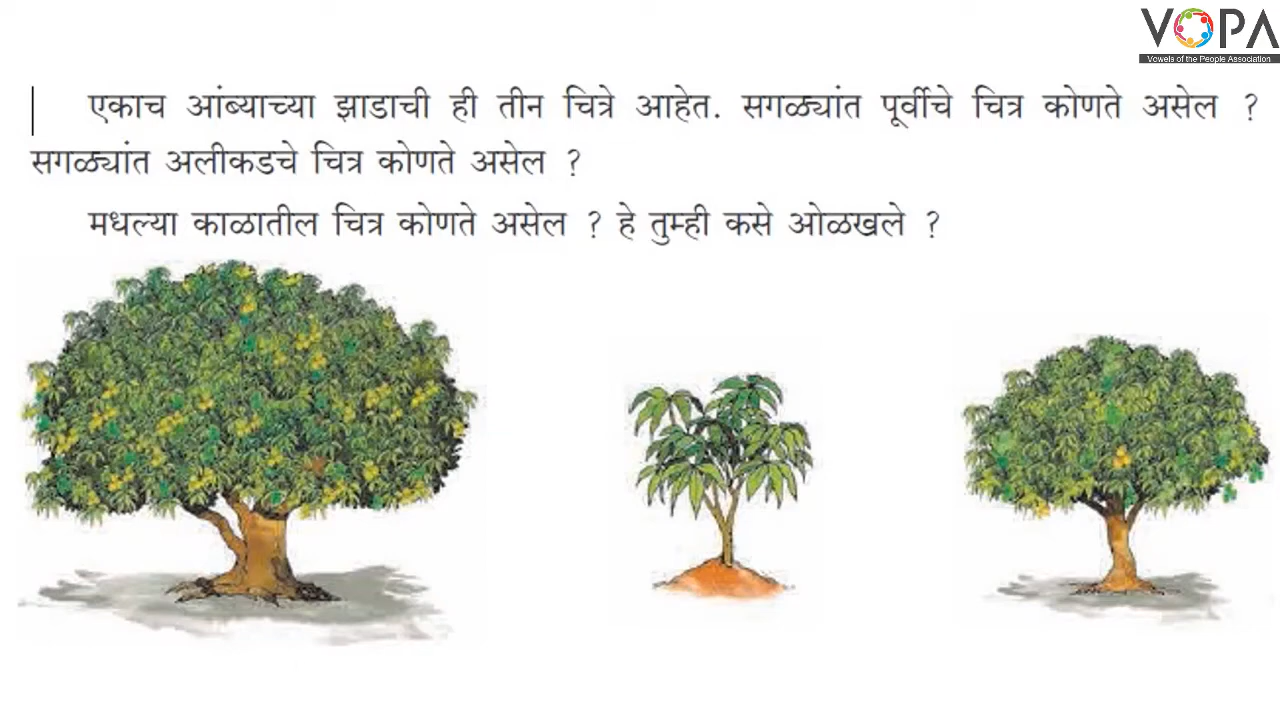 VOPA
Vowels of the People Association
एकाच आंब्याच्या झाडाची ही तीन चित्रे आहेत. सगळ्यांत पूर्वीचे चित्र कोणते असेल ?
सगळ्यांत अलीकडचे चित्र कोणते असेल ?
मधल्या काळातील चित्र कोणते असेल ? हे तुम्ही कसे ओळखले ?